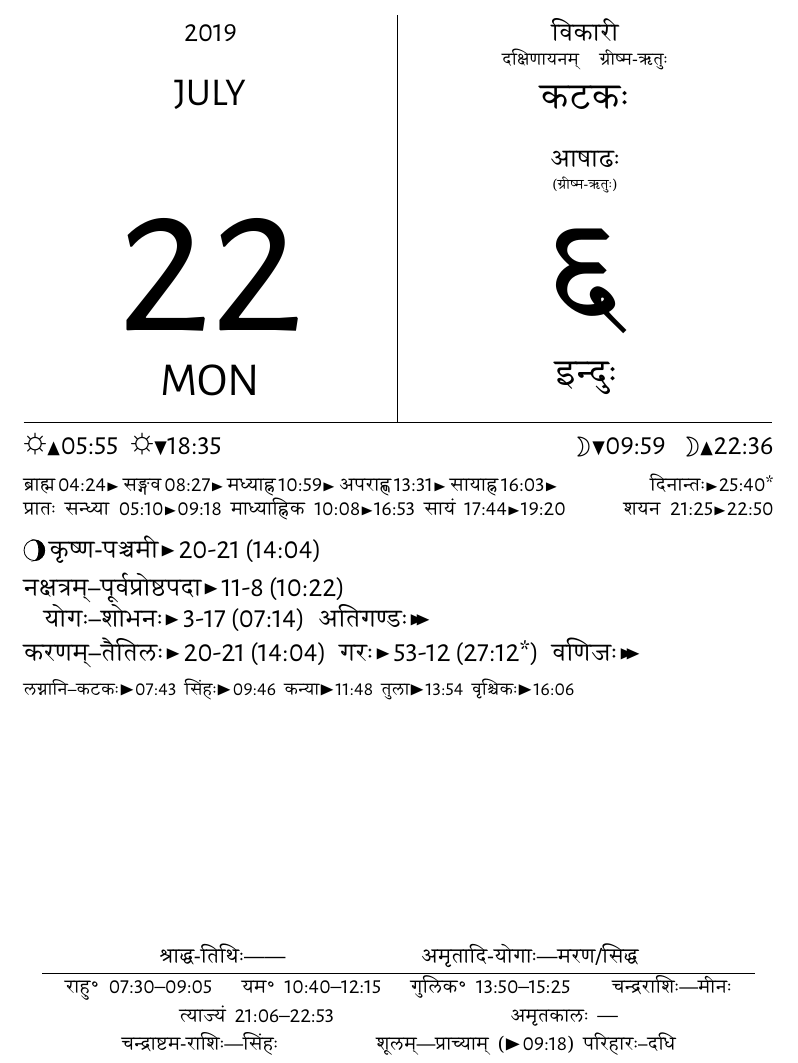 2019
JULY
22
MON
विकारी
दक्षिणायनम् ग्रीष्म-ऋतुः
कटकः
आषाढः
(ग्रीष्म-ऋतुः)
६
इन्दुः
☼▲05:55 ☼▼18:35 ☽▼09:59 ☽▲22:36
ब्राह्म 04:24► सङ्गव 08:27► मध्याह्न 10:59► अपराह्ण 13:31► सायाह्न 16:03► दिनान्तः►25:40*
प्रातः सन्ध्या 05:10►09:18 माध्याह्निक 10:08►16:53 सायं 17:44►19:20 शयन 21:25►22:50
कृष्ण-पञ्चमी►20-21 (14:04)
नक्षत्रम्–पूर्वप्रोष्ठपदा►11-8 (10:22)
योगः–शोभनः►3-17 (07:14) अतिगण्डः►►
करणम्–तैतिलः►20-21 (14:04) गरः►53-12 (27:12*) वणिजः►►
लग्नानि–कटकः►07:43 सिंहः►09:46 कन्या►11:48 तुला►13:54 वृश्चिकः►16:06
श्राद्ध-तिथिः—— अमृतादि-योगाः—मरण/सिद्ध
राहु॰ 07:30–09:05 यम॰ 10:40–12:15 गुलिक॰ 13:50–15:25 चन्द्रराशिः—मीनः
त्याज्यं 21:06–22:53 अमृतकालः —
चन्द्राष्टम-राशिः—सिंहः शूलम्—प्राच्याम् (►09:18) परिहारः–दधि